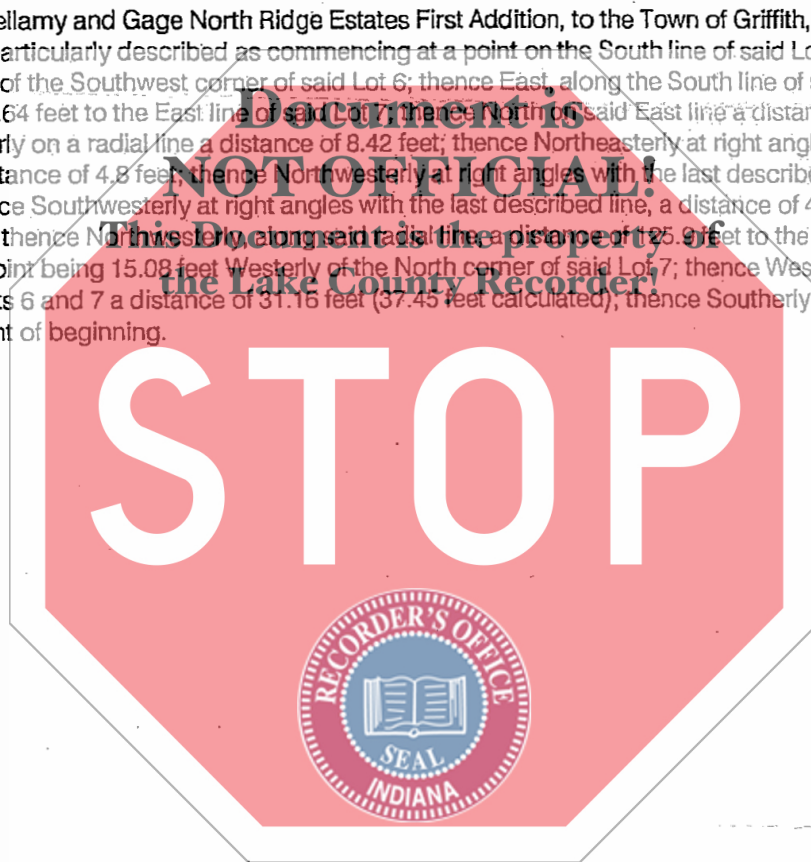 ellamy and Gage North Ridge Estates First Addition, to the Town of Griffith,
articularly described as commencing at a point on the South line of said Lo
of the Southwest corner of said Lot 6; thence East, along the South line of
.64 feet to the East line of said Lot 7; thence North on said East line a distan
Document is
rly on a radial line a distance of 8.42 feet; thence Northeasterly at right angl
tance of 4.8 feet; thence Northwesterly at right angles with the last describ
NOT OFFICIAL!
ce Southwesterly at right angles with the last described line, a distance of 4
thence Northwesterly, along said radial line, a distance of 25.9 feet to the
This Document is the property of
oint being 15.08 feet Westerly of the North corner of said Lot 7; thence Wes
the Lake County Recorder!
s 6 and 7 a distance of 31.16 feet (37.45 feet calculated); thence Southerly
nt of beginning.
STOP
RECORDER'S OFFICE
SEAL
INDIANA